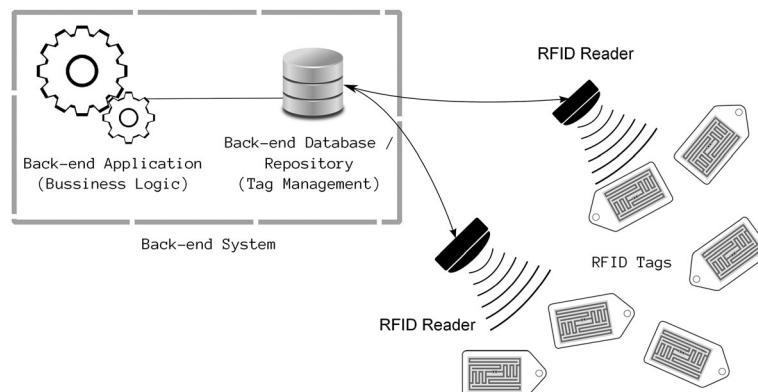 RFID Reader
Back-end Application
(Bussiness Logic)
Back-end Database /
Repository
(Tag Management)
Back-end System
RFID Tags
RFID Reader